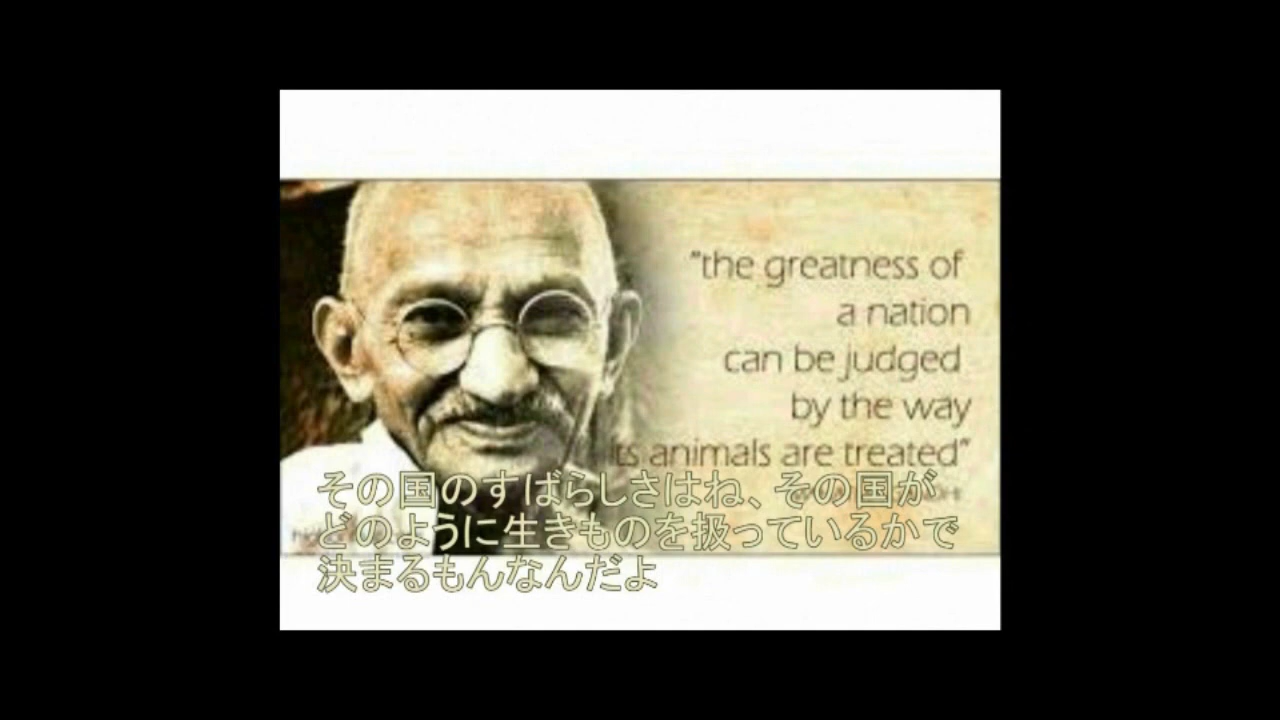 "the greatness of
a nation
can be judged
by the way
its animals are treated"
その国のすばらしさはね、その国が
どのように生きものを扱っているかで
決まるもんなんだよ